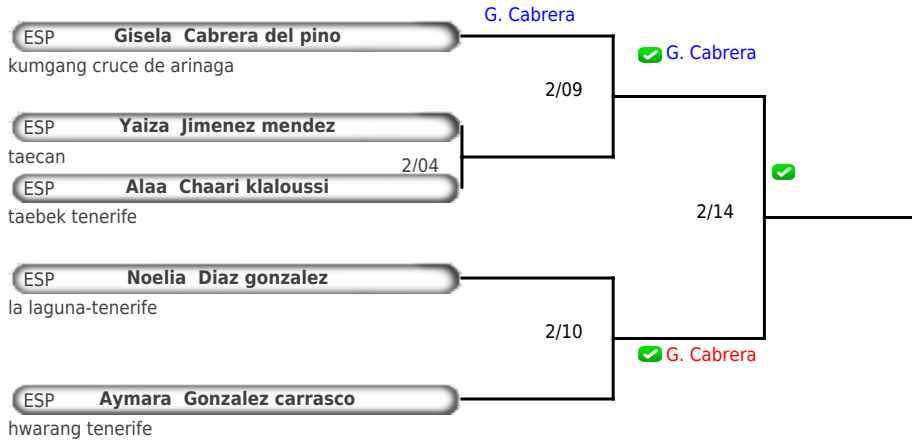 G. Cabrera
ESP Gisela Cabrera del pino
kumgang cruce de arinaga
G. Cabrera
2/09
ESP Yaiza Jimenez mendez
taecan
2/04
ESP Alaa Chaari klaloussi
taebek tenerife
2/14
ESP Noelia Diaz gonzalez
la laguna-tenerife
2/10
G. Cabrera
ESP Aymara Gonzalez carrasco
hwarang tenerife